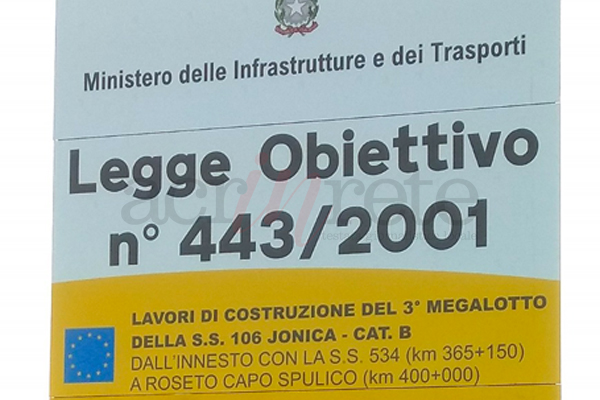 Ministero delle Infrastrutture e dei Trasporti
Legge Obiettivo
n° 443/2001
acrinrete
LAVORI DI COSTRUZIONE DEL 3° MEGALOTTO
DELLA S.S. 106 JONICA - CAT. B
DALL'INNESTO CON LA S.S. 534 (km 365+150)
A ROSETO CAPO SPULICO (km 400+000)